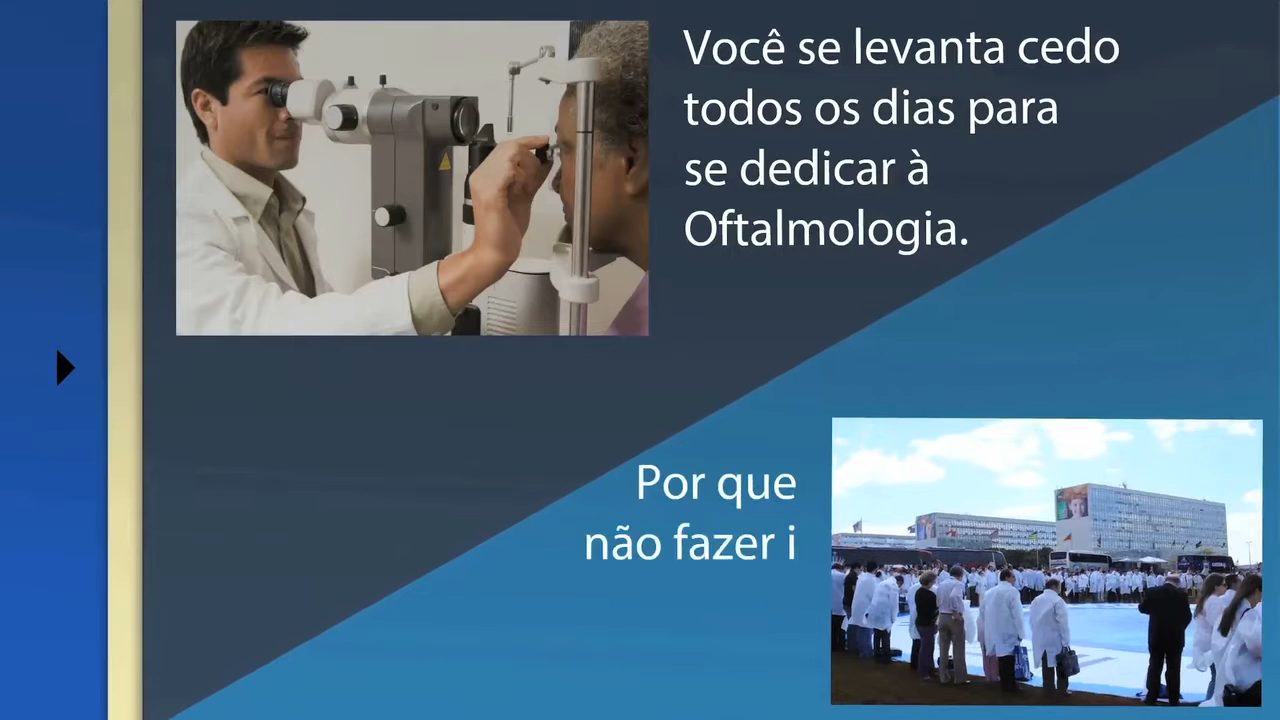 Você se levanta cedo
todos os dias para
se dedicar à
Oftalmologia.
Por que
não fazer i